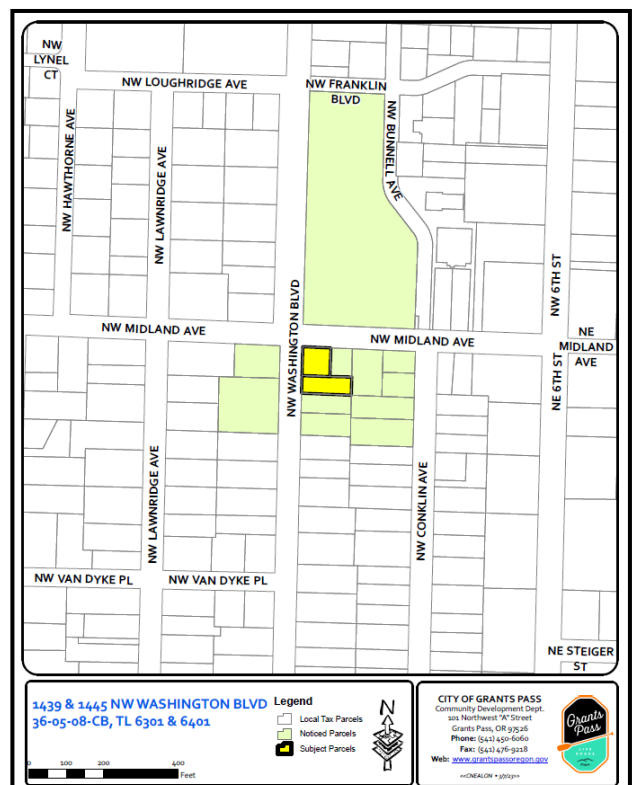 NW
LYNEL
CT
NW LOUGHRIDGE AVE
NW FRANKLIN
BLVD
NW HAWTHORNE AVE
NW LAWNRIDGE AVE
NW BUNNELL AVE
NW WASHINGTON BLVD
NW 6TH ST
NW MIDLAND AVE
NW MIDLAND AVE
NE
MIDLAND
AVE
NE 6TH ST
NW LAWNRIDGE AVE
NW CONKLIN AVE
NW VAN DYKE PL
NW VAN DYKE PL
NE STEIGER
ST
1439 & 1445 NW WASHINGTON BLVD
36-05-08-CB, TL 6301 & 6401
0 100 200 400
Feet
Legend
Local Tax Parcels
Noticed Parcels
Subject Parcels
N
CITY OF GRANTS PASS
Community Development Dept.
101 Northwest "A" Street
Grants Pass, OR 97526
Phone: (541) 450-6060
Fax: (541) 476-9218
Web: www.grantspassoregon.gov
<<CNEALON • 3/7/23>>
Grants
Pass